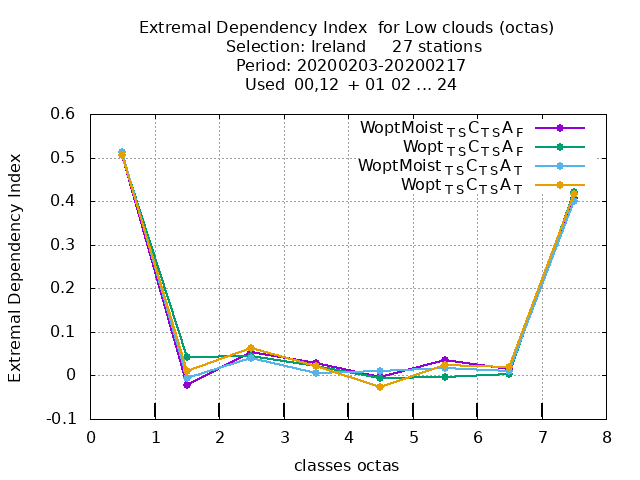 Extremal Dependency Index  for Low clouds (octas)
Selection: Ireland     27 stations
Period: 20200203-20200217
Used  00,12  + 01 02 ... 24
WoptMoist TS C TS A F
Wopt TS C TS A F
WoptMoist TS C TS A T
Wopt TS C TS A T
Extremal Dependency Index
0.6
0.5
0.4
0.3
0.2
0.1
0
-0.1
0 1 2 3 4 5 6 7 8
classes octas